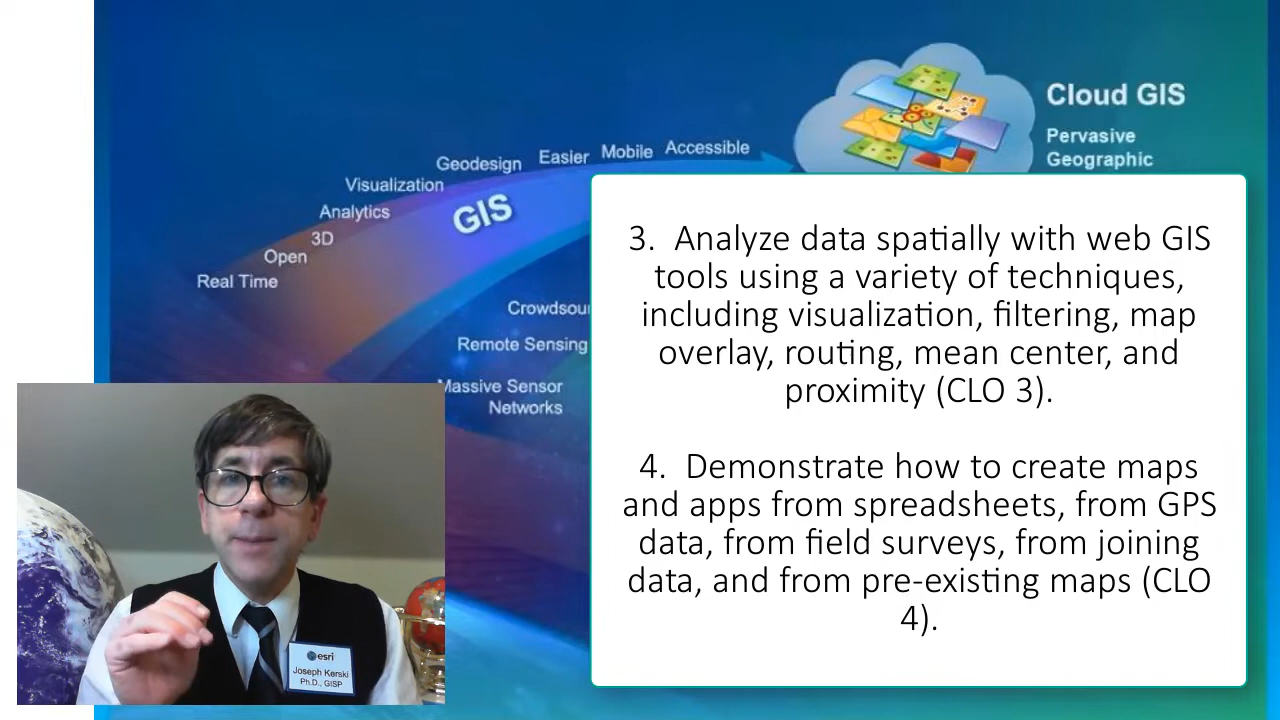 Cloud GIS
Pervasive
Geographic
Geodesign
Easier
Mobile
Accessible
Visualization
Analytics
3D
Open
Real Time
GIS
Remote Sensing
Massive Sensor
Networks
3. Analyze data spatially with web GIS
tools using a variety of techniques,
including visualization, filtering, map
overlay, routing, mean center, and
proximity (CLO 3).
4. Demonstrate how to create maps
and apps from spreadsheets, from GPS
data, from field surveys, from joining
data, and from pre-existing maps (CLO
4).
esri
Joseph Kerski
Ph.D., GISP